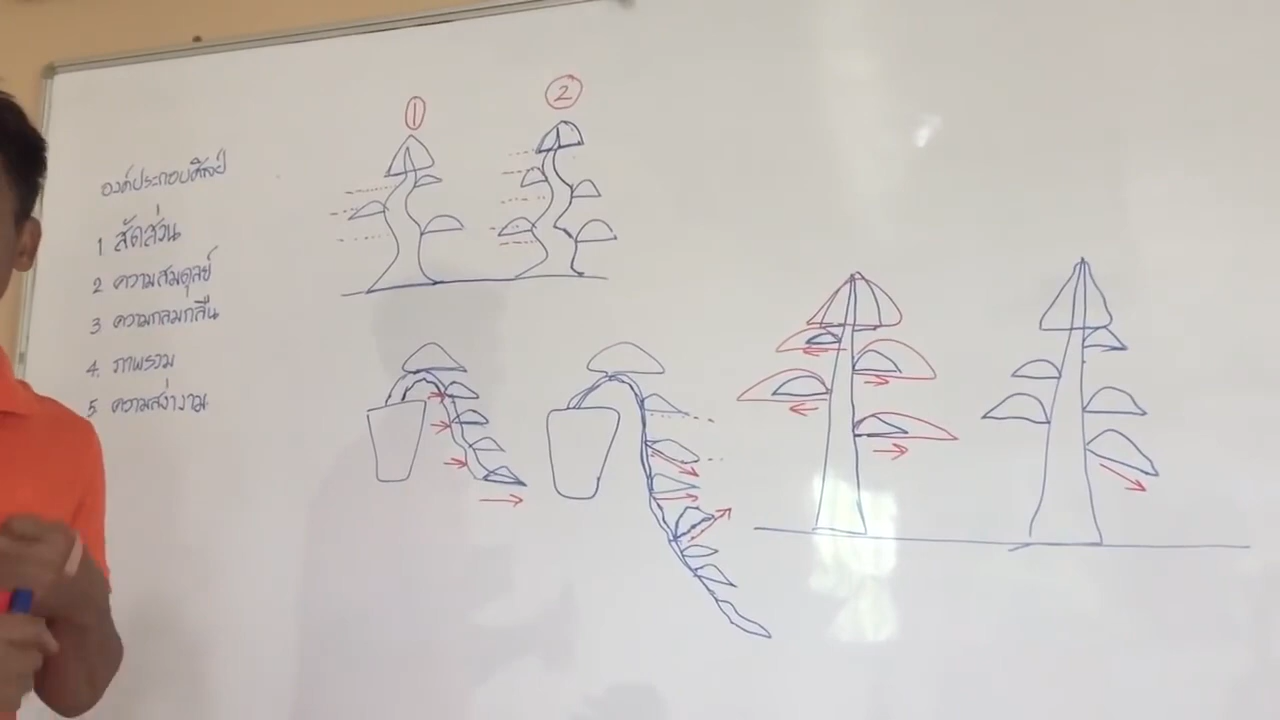 องค์ประกอบศิลป์
1 สัดส่วน
2 ความสมดุลย์
3 ความกลมกลืน
4. ภาพรวม
5. ความสง่างาม
1
2